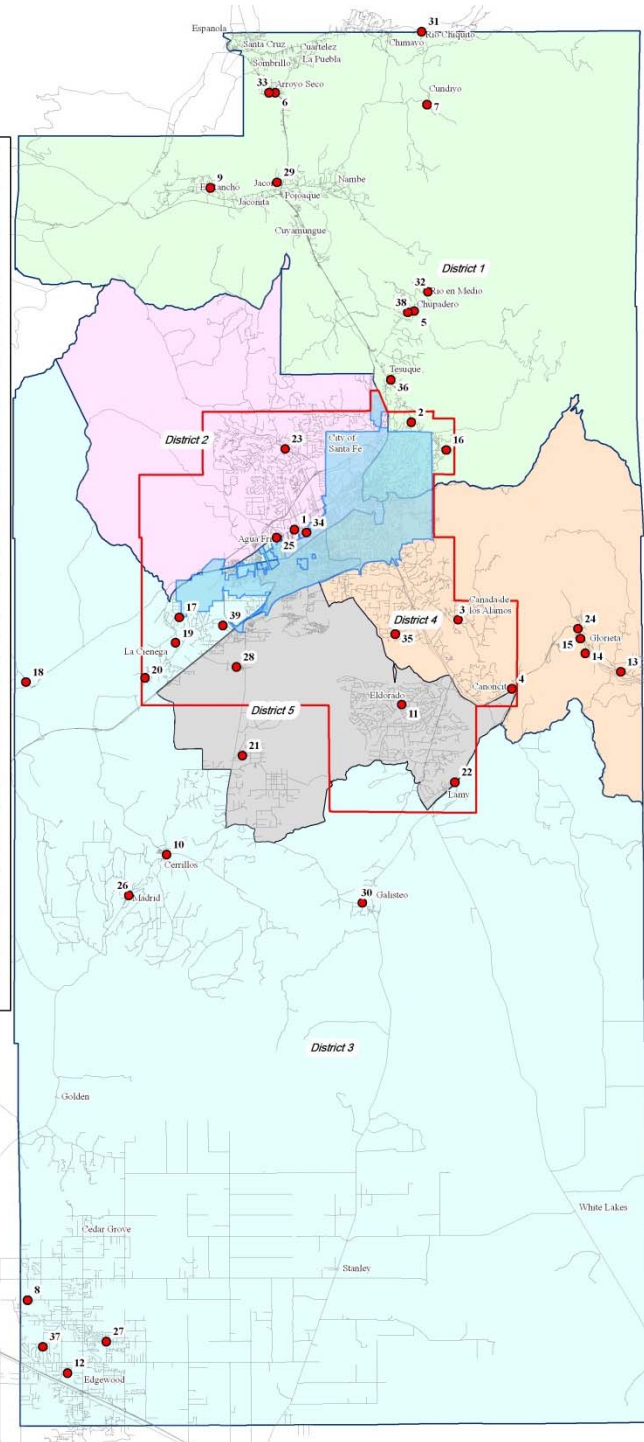 31
Espanola
Rio Chiquito
Santa Cruz
Cuartelez
Chimayo
La Puebla
Sombrillo
33
Arroyo Seco
6
Cundiyo
7
9
29
Nambe
Pojoaque
Jaconita
Cuyamungue
District 1
32
Rio en Medio
38
Chupadero
5
Tesuque
36
2
District 2
23
City of
Santa Fe
16
1
34
Agua Fria
25
17
39
3
Canada de
los Alamos
24
District 4
35
15
Glorieta
19
La Cienega
14
28
13
18
20
Canoncito
4
Eldorado
District 5
11
21
22
Lamy
10
Cerrillos
26
Madrid
30
Galisteo
District 3
Golden
White Lakes
Cedar Grove
Stanley
8
27
37
12
Edgewood